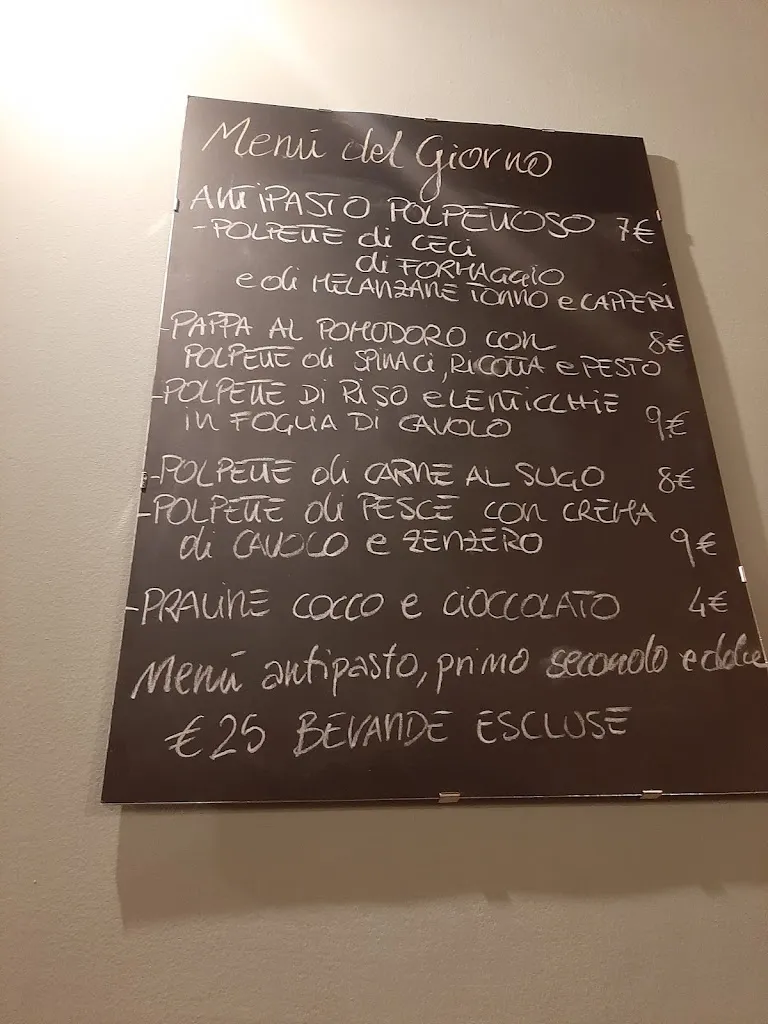 Menú del Giorno
ANTIPASTO POLPETTOSO 7€
-POLPETTE di CECI
di FORMAGGIO
e di MELANZANE TONNO e CAPPERI
-PAPPA AL POMODORO CON 8€
POLPETTE di SPINACI, RICOTTA e PESTO
-POLPETTE DI RISO e LENTICCHIE
IN FOGLIA DI CAVOLO 9€
-POLPETTE di CARNE AL SUGO 8€
-POLPETTE di PESCE CON CREMA
di CAVOLO e ZENZERO 9€
-PRALINE COCCO e CIOCCOLATO 4€
Menú antipasto, primo secondo e dolce
€25 BEVANDE ESCLUSE